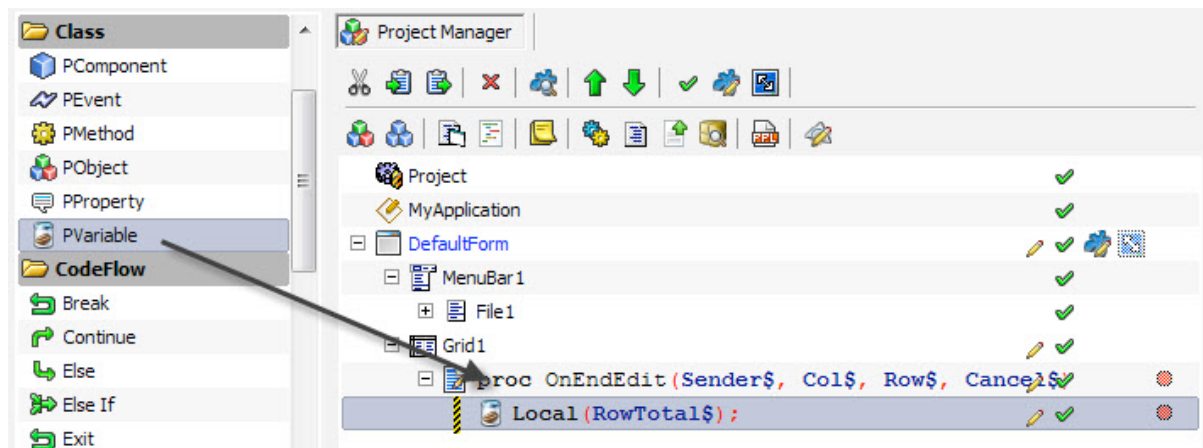 Class
PComponent
PEvent
PMethod
PObject
PProperty
PVariable
CodeFlow
Break
Continue
Else
Else If
Exit
Project Manager
PPL
Project
MyApplication
DefaultForm
MenuBar1
File1
Grid1
proc OnEndEdit(Sender$, Col$, Row$, Cancel$)
Local(RowTotal$);